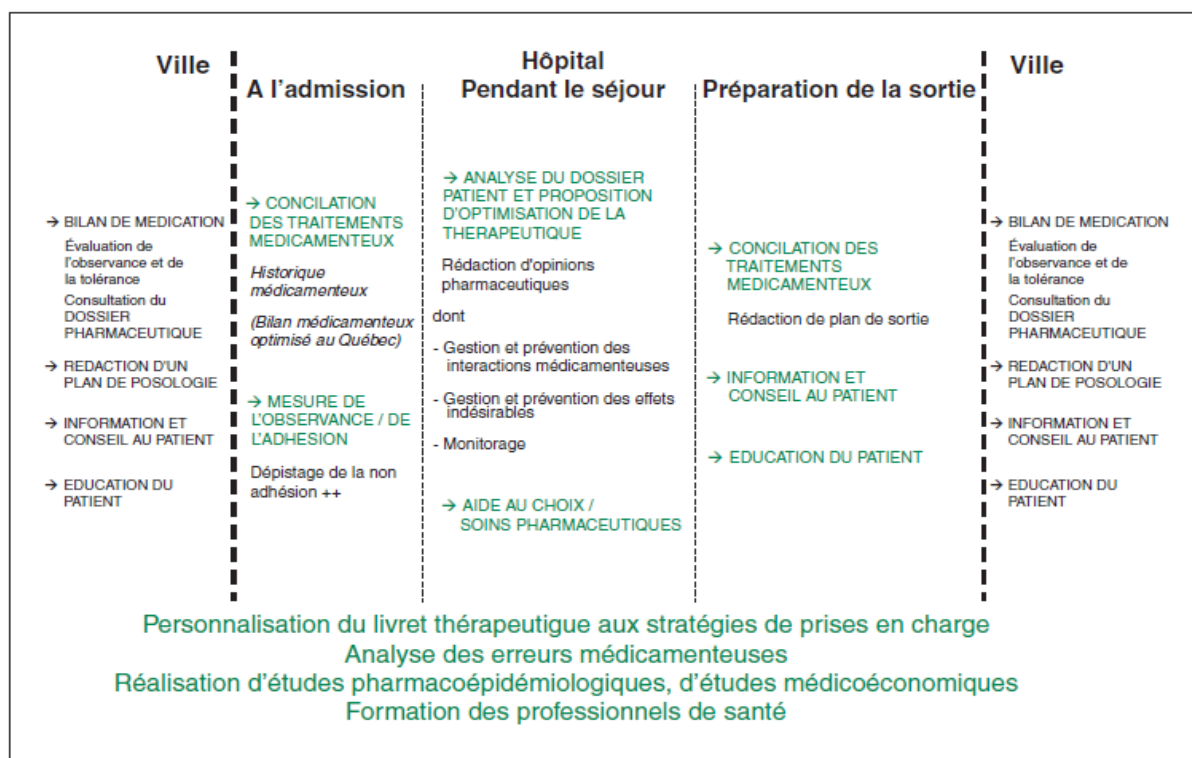 Ville
Hôpital
Ville
A l'admission
Pendant le séjour
Préparation de la sortie
→ BILAN DE MEDICATION
Évaluation de
l'observance et de
la tolérance
Consultation du
DOSSIER
PHARMACEUTIQUE
→ REDACTION D'UN
PLAN DE POSOLOGIE
→ INFORMATION ET
CONSEIL AU PATIENT
→ EDUCATION DU
PATIENT
→ CONCILATION
DES TRAITEMENTS
MEDICAMENTEUX
Historique
médicamenteux
(Bilan médicamenteux
optimisé au Québec)
→ MESURE DE
L'OBSERVANCE / DE
L'ADHESION
Dépistage de la non
adhésion ++
→ ANALYSE DU DOSSIER
PATIENT ET PROPOSITION
D'OPTIMISATION DE LA
THERAPEUTIQUE
Rédaction d'opinions
pharmaceutiques
dont
- Gestion et prévention des
interactions médicamenteuses
- Gestion et prévention des effets
indésirables
- Monitorage
→ AIDE AU CHOIX /
SOINS PHARMACEUTIQUES
→ CONCILATION DES
TRAITEMENTS
MEDICAMENTEUX
Rédaction de plan de sortie
→ INFORMATION ET
CONSEIL AU PATIENT
→ EDUCATION DU PATIENT
→ BILAN DE MEDICATION
Évaluation de
l'observance et de
la tolérance
Consultation du
DOSSIER
PHARMACEUTIQUE
→ REDACTION D'UN
PLAN DE POSOLOGIE
→ INFORMATION ET
CONSEIL AU PATIENT
→ EDUCATION DU
PATIENT
Personnalisation du livret thérapeutigue aux stratégies de prises en charge
Analyse des erreurs médicamenteuses
Réalisation d'études pharmacoépidémiologiques, d'études médicoéconomiques
Formation des professionnels de santé